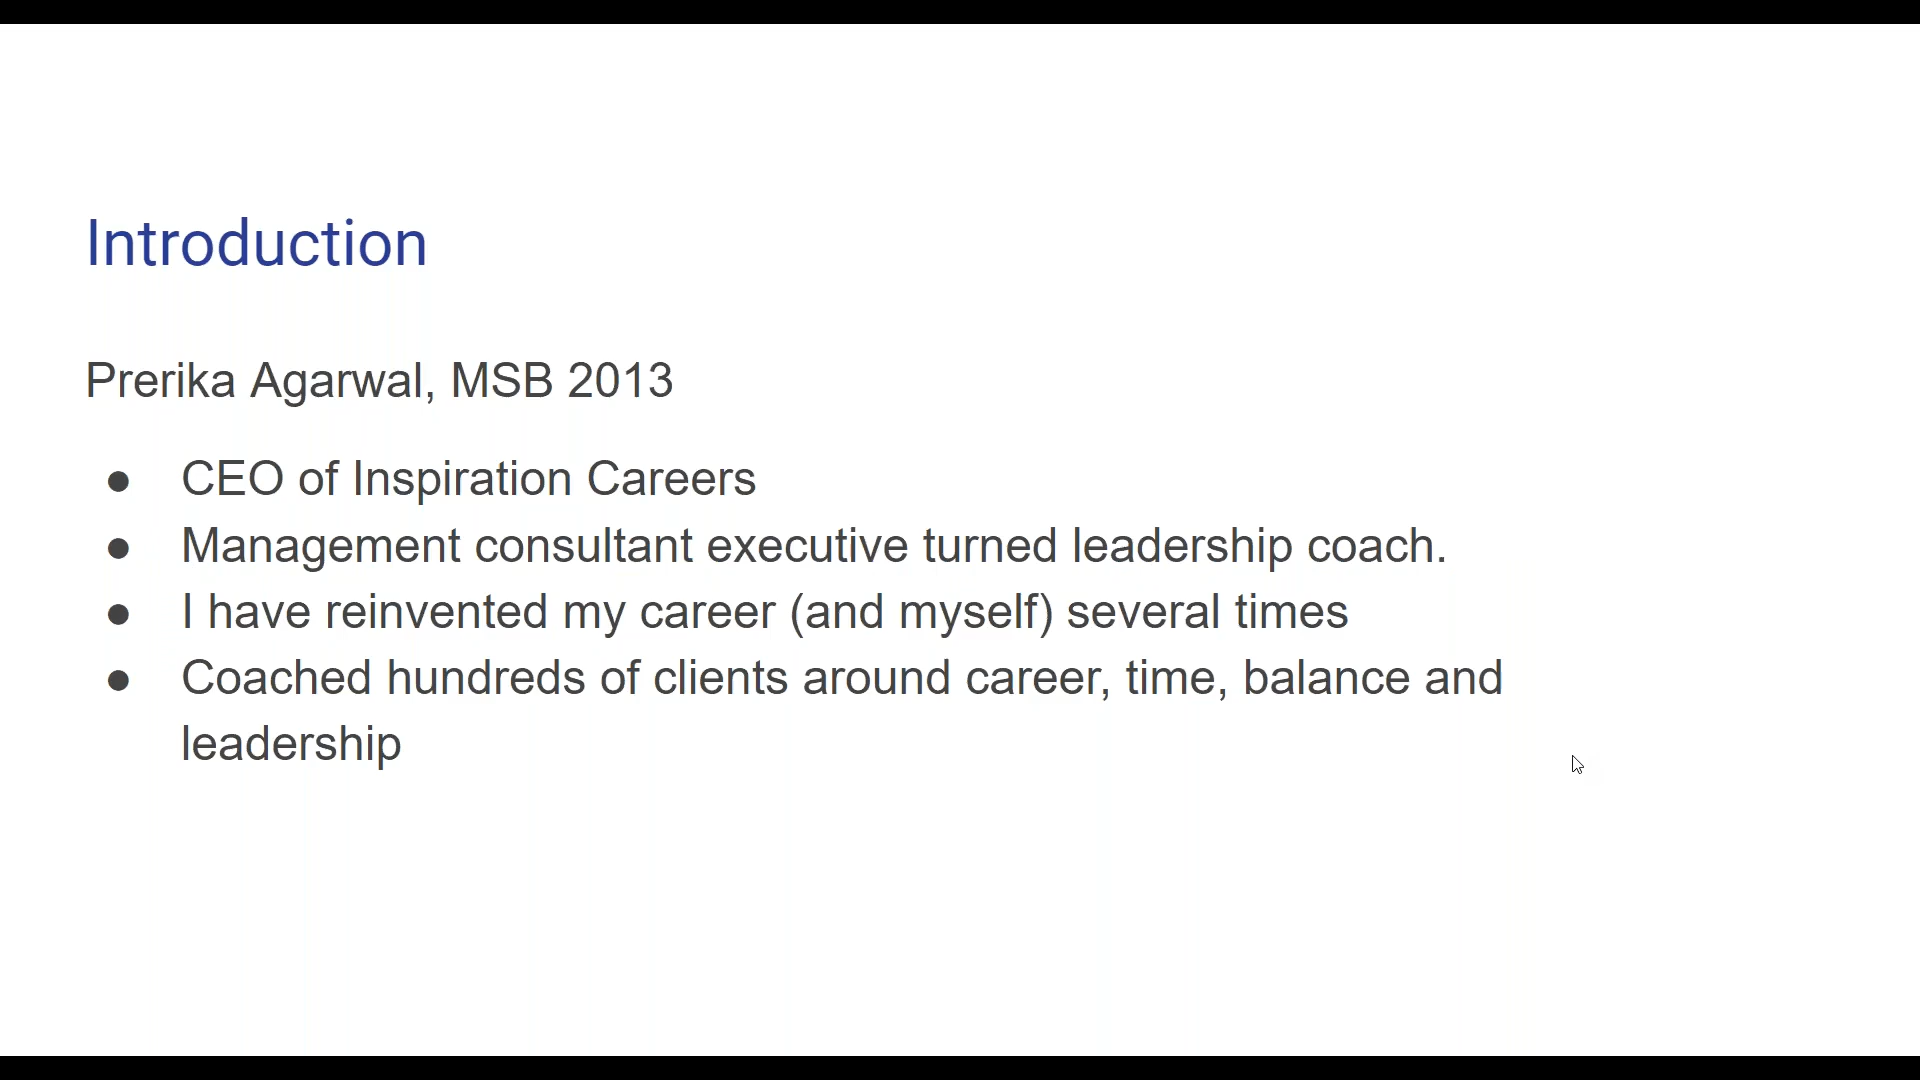 Introduction
Prerika Agarwal, MSB 2013
● CEO of Inspiration Careers
● Management consultant executive turned leadership coach.
● I have reinvented my career (and myself) several times
● Coached hundreds of clients around career, time, balance and
leadership